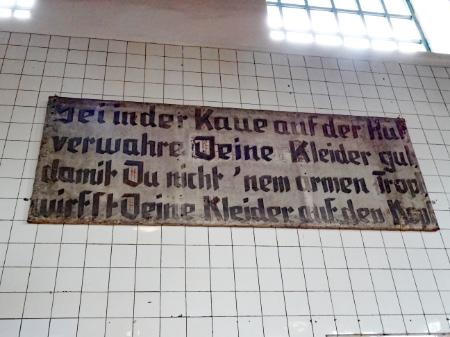 Sei in der Kaue auf der Hut
verwahre Deine Kleider gut
damit Du nicht 'nem armen Tropf
wirfst Deine Kleider auf den Kopf